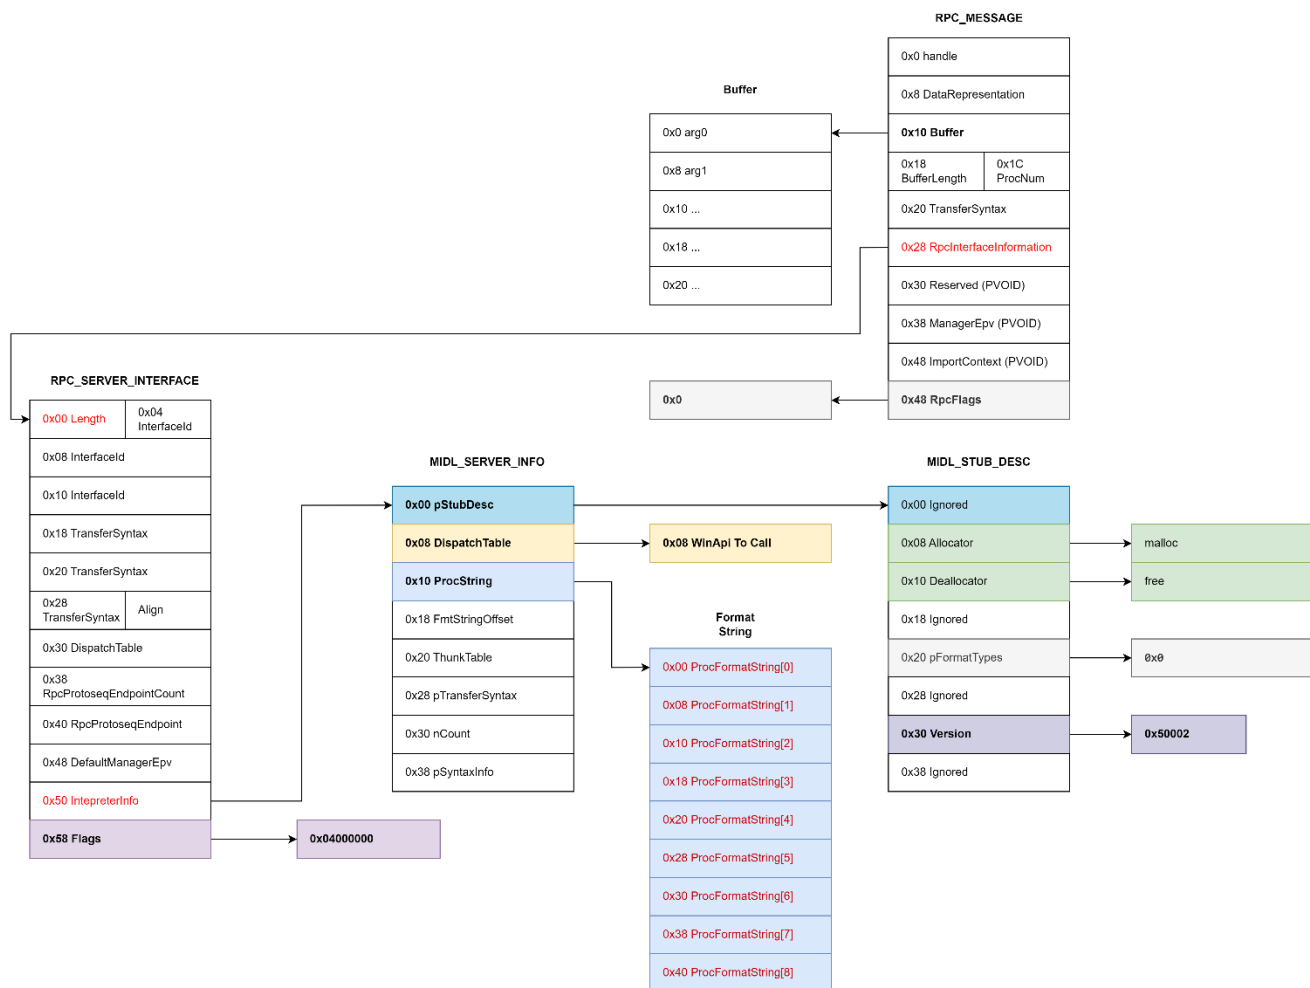 RPC_MESSAGE
0x0 handle
0x8 DataRepresentation
0x10 Buffer
0x18
BufferLength
0x1C
ProcNum
0x20 TransferSyntax
0x28 RpcInterfaceInformation
0x30 Reserved (PVOID)
0x38 ManagerEpv (PVOID)
0x48 ImportContext (PVOID)
0x48 RpcFlags
0x0
Buffer
0x0 arg0
0x8 arg1
0x10 ...
0x18 ...
0x20 ...
RPC_SERVER_INTERFACE
0x00 Length
0x04
InterfaceId
0x08 InterfaceId
0x10 InterfaceId
0x18 TransferSyntax
0x20 TransferSyntax
0x28
TransferSyntax
Align
0x30 DispatchTable
0x38
RpcProtoseqEndpointCount
0x40 RpcProtoseqEndpoint
0x48 DefaultManagerEpv
0x50 IntepreterInfo
0x58 Flags
0x04000000
MIDL_SERVER_INFO
0x00 pStubDesc
0x08 DispatchTable
0x10 ProcString
0x18 FmtStringOffset
0x20 ThunkTable
0x28 pTransferSyntax
0x30 nCount
0x38 pSyntaxInfo
0x08 WinApi To Call
Format
String
0x00 ProcFormatString[0]
0x08 ProcFormatString[1]
0x10 ProcFormatString[2]
0x18 ProcFormatString[3]
0x20 ProcFormatString[4]
0x28 ProcFormatString[5]
0x30 ProcFormatString[6]
0x38 ProcFormatString[7]
0x40 ProcFormatString[8]
MIDL_STUB_DESC
0x00 Ignored
0x08 Allocator
malloc
0x10 Deallocator
free
0x18 Ignored
0x20 pFormatTypes
0x0
0x28 Ignored
0x30 Version
0x50002
0x38 Ignored